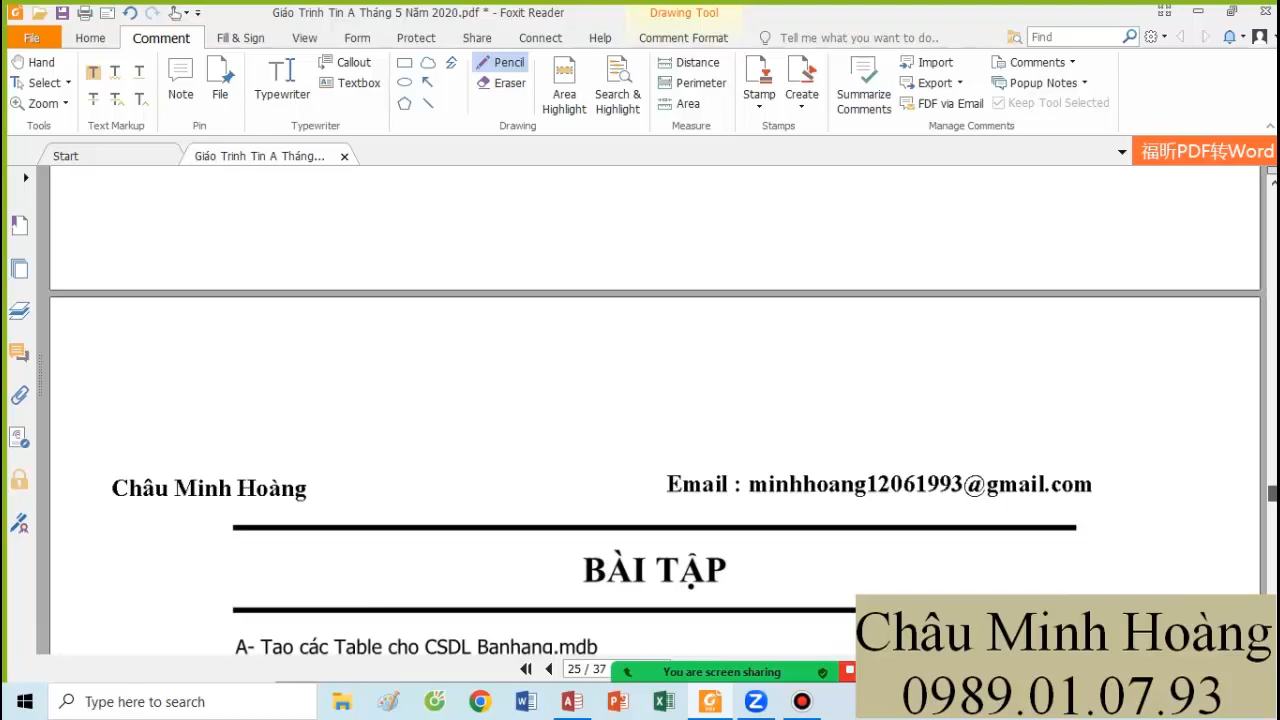 Giáo Trình Tin A Tháng 5 Năm 2020.pdf * - Foxit Reader
Drawing Tool
File Home Comment Fill & Sign View Form Protect Share Connect Help Comment Format Tell me what you want to do.. Find
Hand
Select
Zoom
Tools
Text Markup
Note
File
Pin
Typewriter
Callout
Textbox
Typewriter
Pencil
Eraser
Area Highlight
Search & Highlight
Drawing
Distance
Perimeter
Area
Measure
Stamp
Create
Stamps
Summarize Comments
Import
Export
FDF via Email
Comments
Popup Notes
Keep Tool Selected
Manage Comments
Start
Giáo Trình Tin A Tháng...
福昕PDF转Word
Châu Minh Hoàng
Email : minhhoang12061993@gmail.com
BÀI TẬP
A- Tạo các Table cho CSDL Banhang.mdb
Châu Minh Hoàng
0989.01.07.93
25 / 37
You are screen sharing
Type here to search